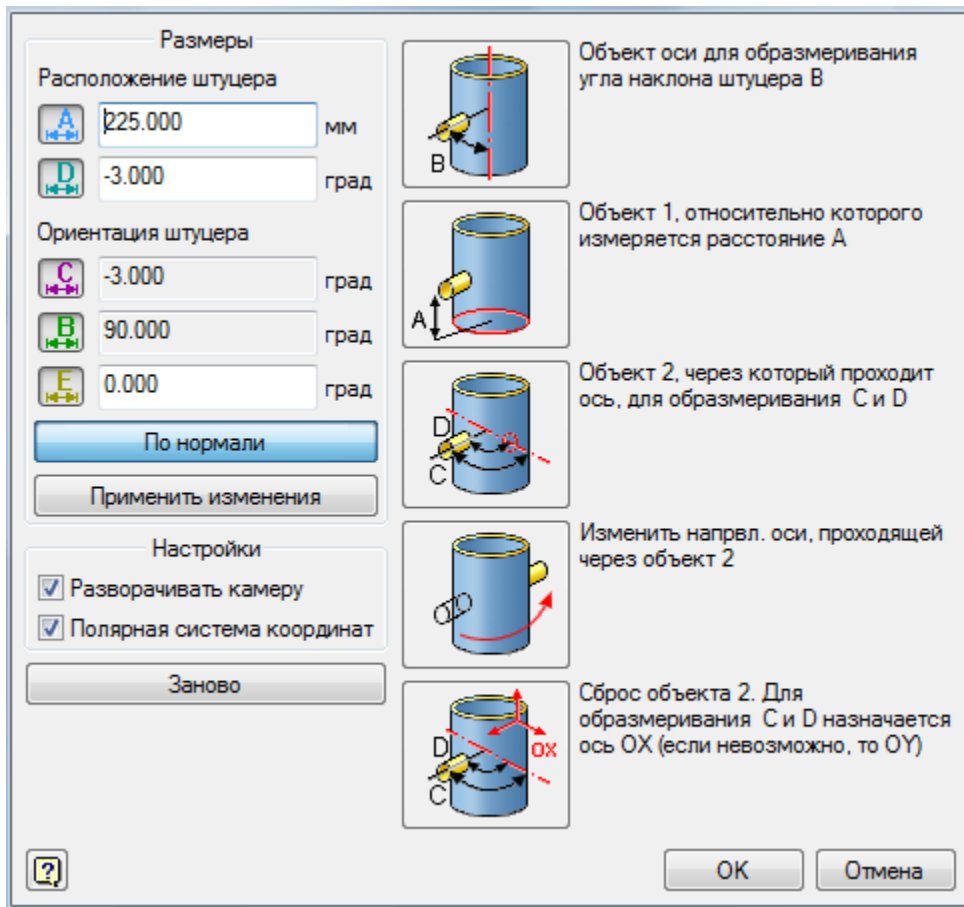 Размеры
Расположение штуцера
A 225.000 мм
D -3.000 град
Ориентация штуцера
C -3.000 град
B 90.000 град
E 0.000 град
По нормали
Применить изменения
Настройки
Разворачивать камеру
Полярная система координат
Заново
B
Объект оси для образмеривания
угла наклона штуцера B
A
Объект 1, относительно которого
измеряется расстояние A
D
C
Объект 2, через который проходит
ось, для образмеривания C и D
Изменить напрвл. оси, проходящей
через объект 2
D
C
OX
Сброс объекта 2. Для
образмеривания C и D назначается
ось OX (если невозможно, то OY)
?
OK
Отмена